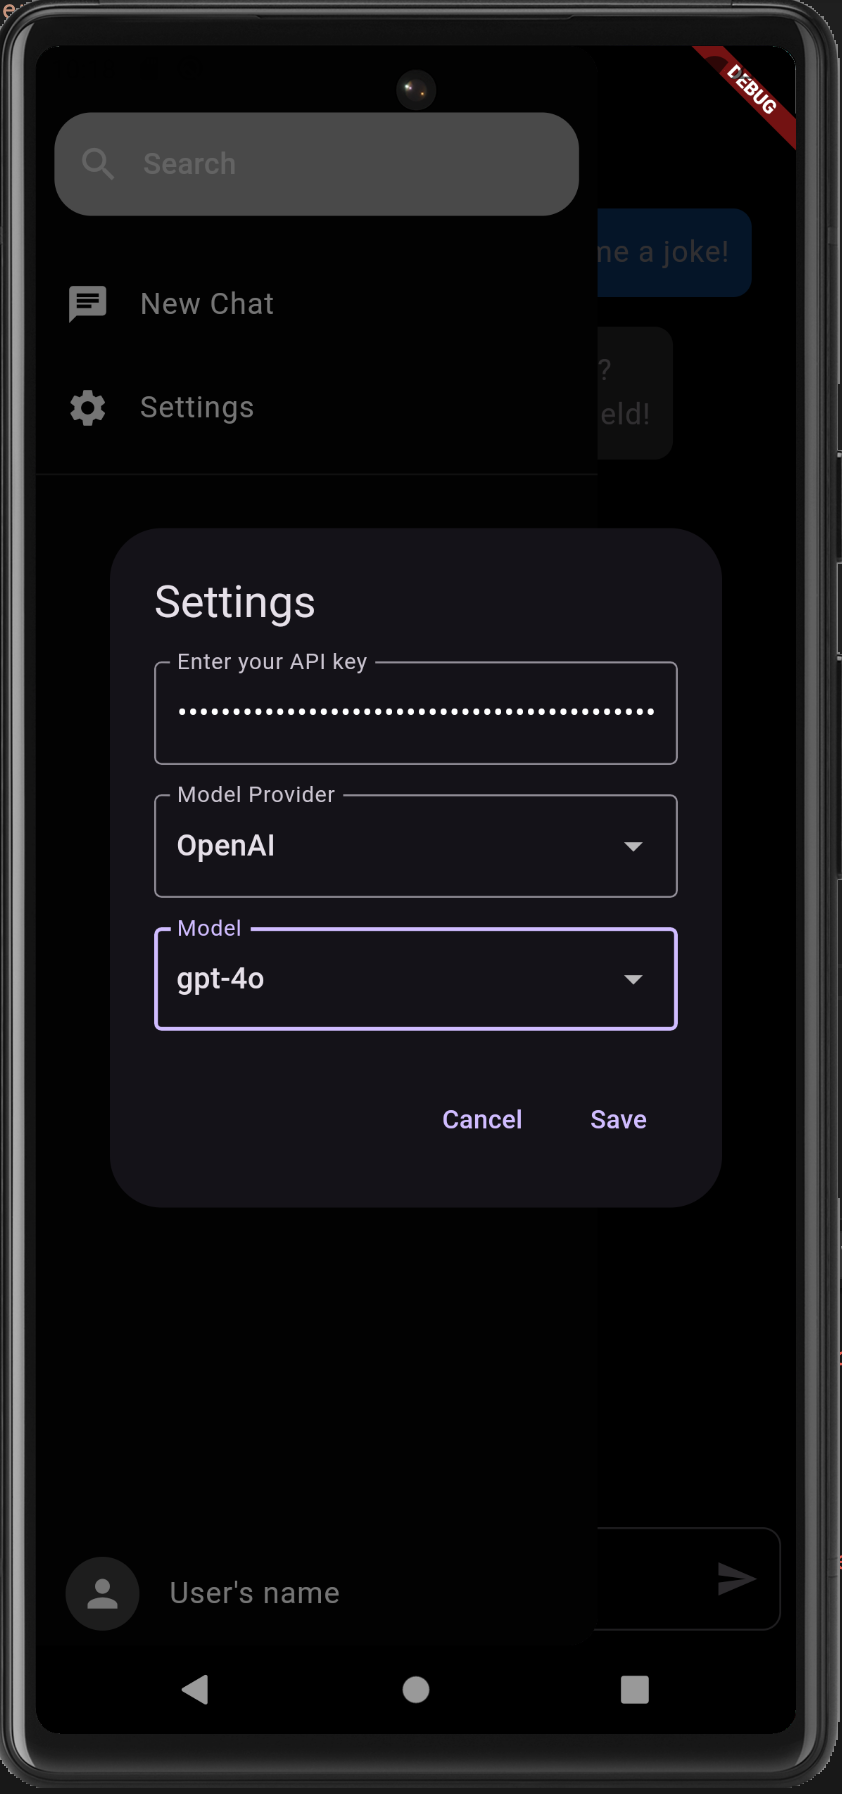 DEBUG
Search
me a joke!
New Chat
?
Settings
eld!
Settings
Enter your API key
••••••••••••••••••••••••••••••••••••••••••••
Model Provider
OpenAI
Model
gpt-4o
Cancel
Save
User's name